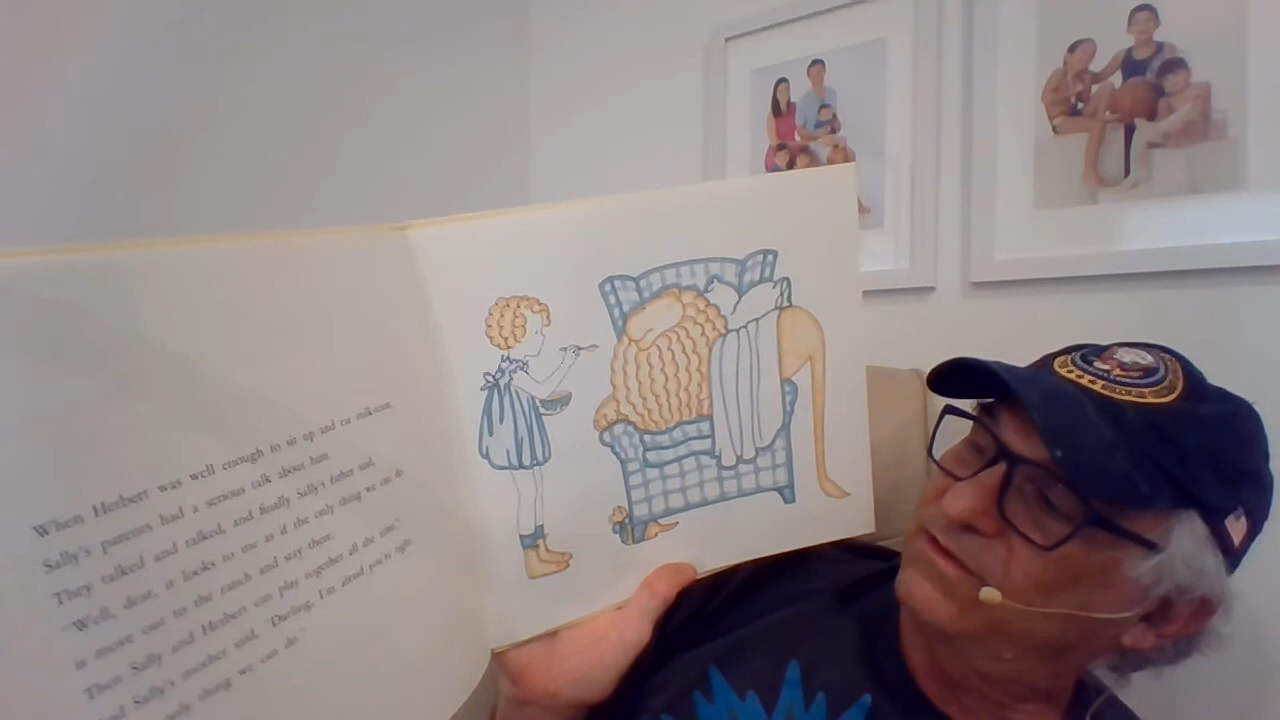 When Herbert was well enough to sit up and eat milk-toast,
Sally's parents had a serious talk about him.
They talked and talked, and finally Sally's father said,
"Well, dear, it looks to me as if the only thing we can do
is move out to the ranch and stay there.
Then Sally and Herbert can play together all the time."
And Sally's mother said, "Darling, I'm afraid you're right.
only thing we can do."